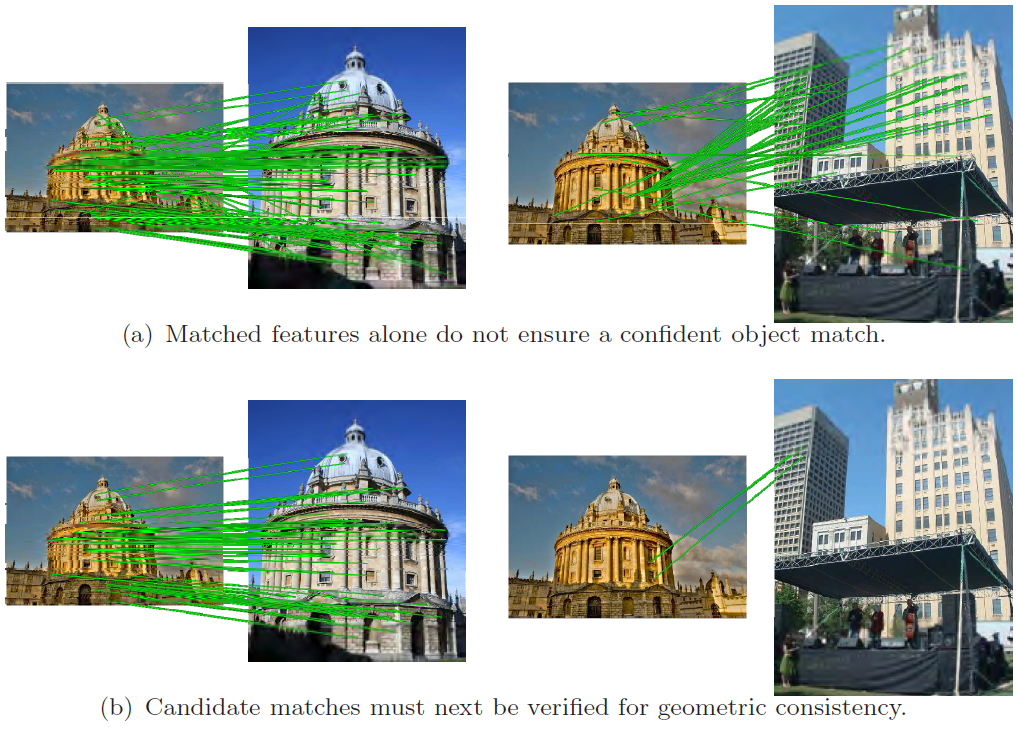 (a) Matched features alone do not ensure a confident object match.
(b) Candidate matches must next be verified for geometric consistency.